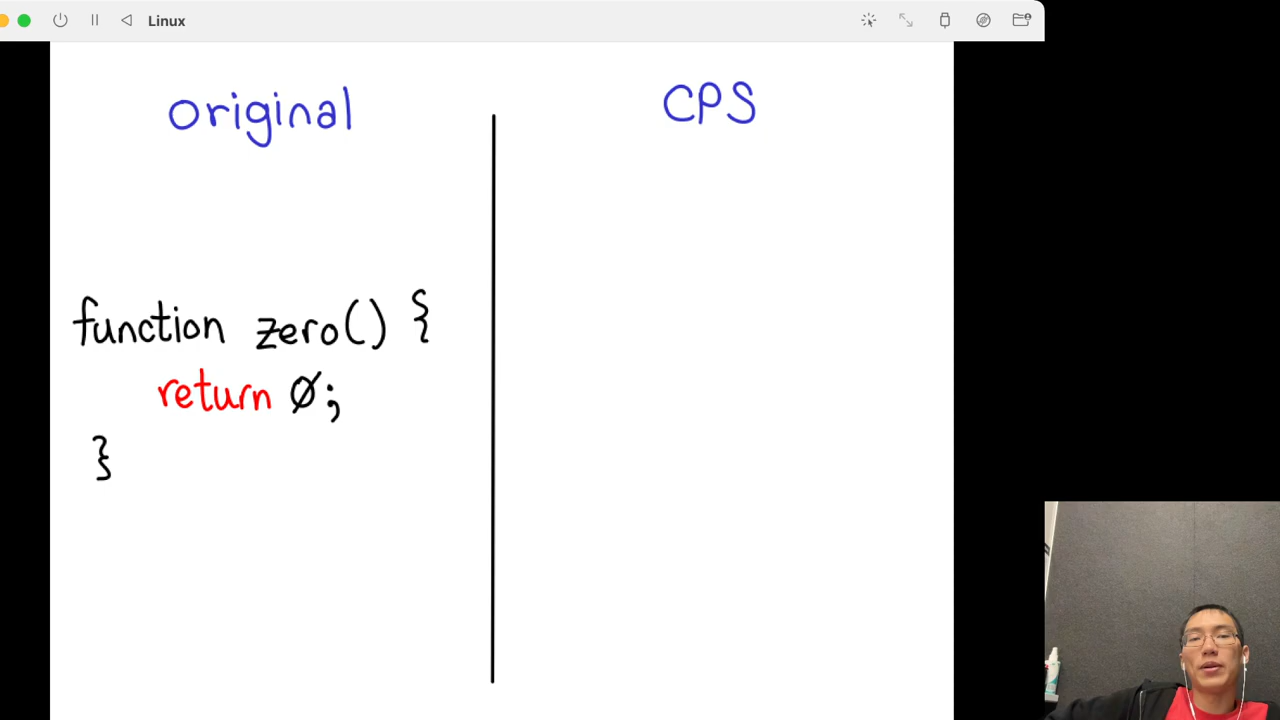 Linux
original
CPS
function zero() {
return 0;
}